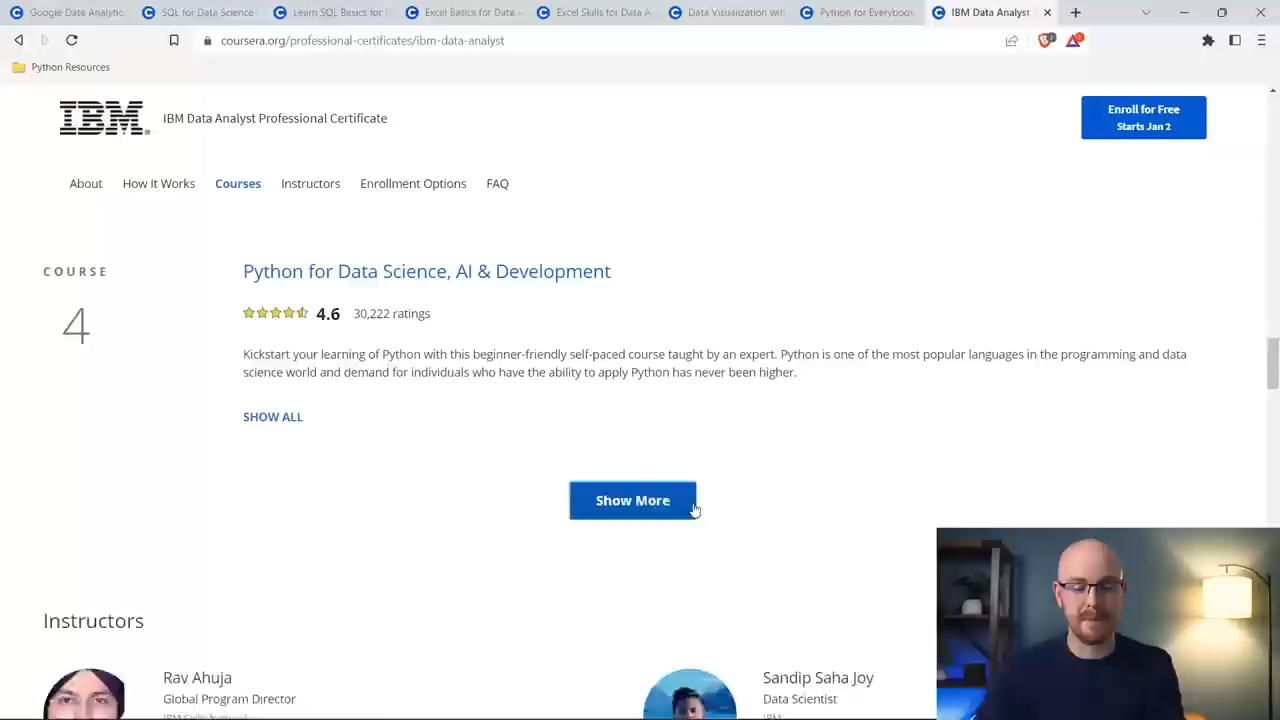 Google Data Analytics
SQL for Data Science
Learn SQL Basics for
Excel Basics for Data
Excel Skills for Data A
Data Visualization wit
Python for Everybody
IBM Data Analyst
coursera.org/professional-certificates/ibm-data-analyst
Python Resources
IBM
IBM Data Analyst Professional Certificate
Enroll for Free
Starts Jan 2
About How It Works Courses Instructors Enrollment Options FAQ
COURSE
4
Python for Data Science, AI & Development
4.6 30,222 ratings
Kickstart your learning of Python with this beginner-friendly self-paced course taught by an expert. Python is one of the most popular languages in the programming and data
science world and demand for individuals who have the ability to apply Python has never been higher.
SHOW ALL
Show More
Instructors
Rav Ahuja
Global Program Director
Sandip Saha Joy
Data Scientist
IBM